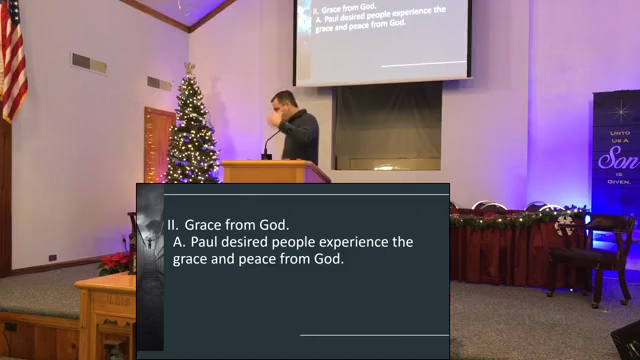 II. Grace from God.
A. Paul desired people experience the
grace and peace from God.
UNTO
US A
Son
IS
GIVEN.
II. Grace from God.
A. Paul desired people experience the
grace and peace from God.